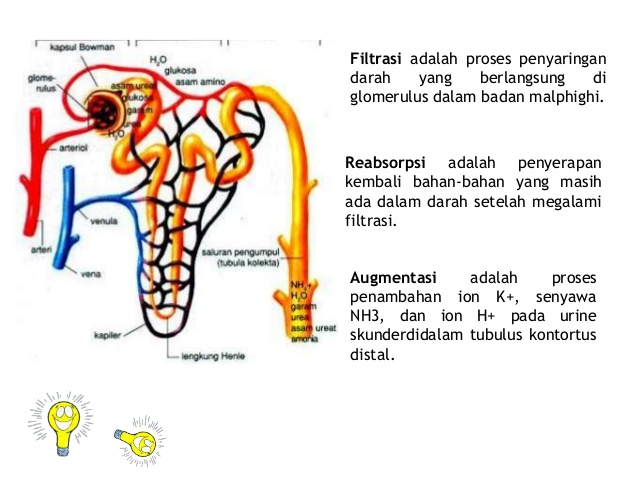 kapsul Bowman
H₂O
glukosa
asam amino
glome-
rulus
asam ureat
glukosa
garam
urea
H₂O
arteriol
venula
arteri
vena
saluran pengumpul
(tubula kolekta)
NH₃+
H₂O
garam
urea
asam ureat
amonia
kapiler
lengkung Henle
Filtrasi adalah proses penyaringan
darah yang berlangsung di
glomerulus dalam badan malphighi.
Reabsorpsi adalah penyerapan
kembali bahan-bahan yang masih
ada dalam darah setelah megalami
filtrasi.
Augmentasi adalah proses
penambahan ion K+, senyawa
NH3, dan ion H+ pada urine
skunderdidalam tubulus kontortus
distal.